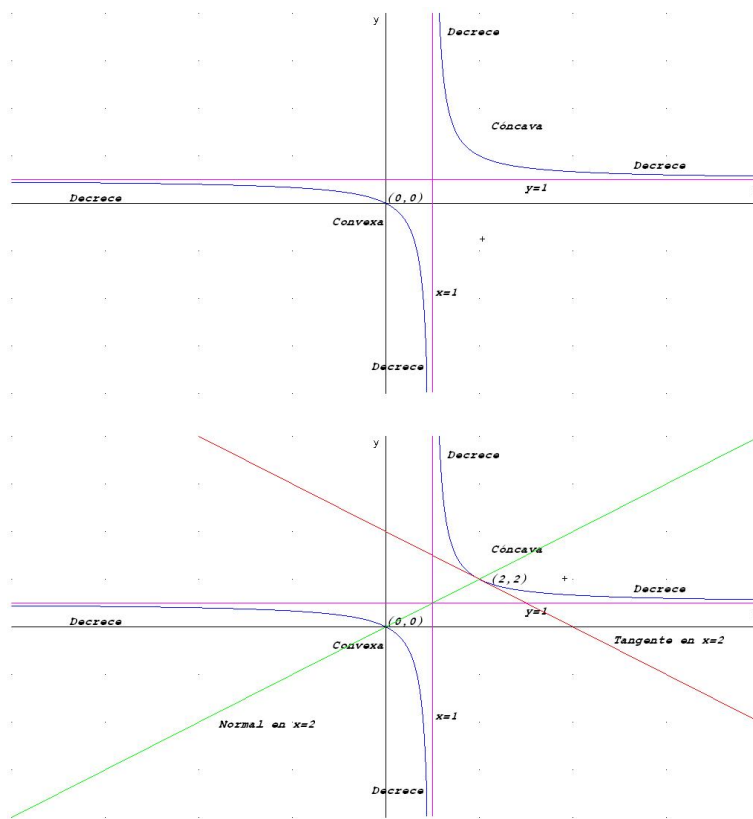 y
Decrece
Cóncava
Decrece
y=1
Decrece
(0,0)
Convexa
x=1
Decrece
y
Decrece
Cóncava
(2,2)
Decrece
y=1
Decrece
(0,0)
Tangente en x=2
Convexa
x=1
Normal en x=2
Decrece